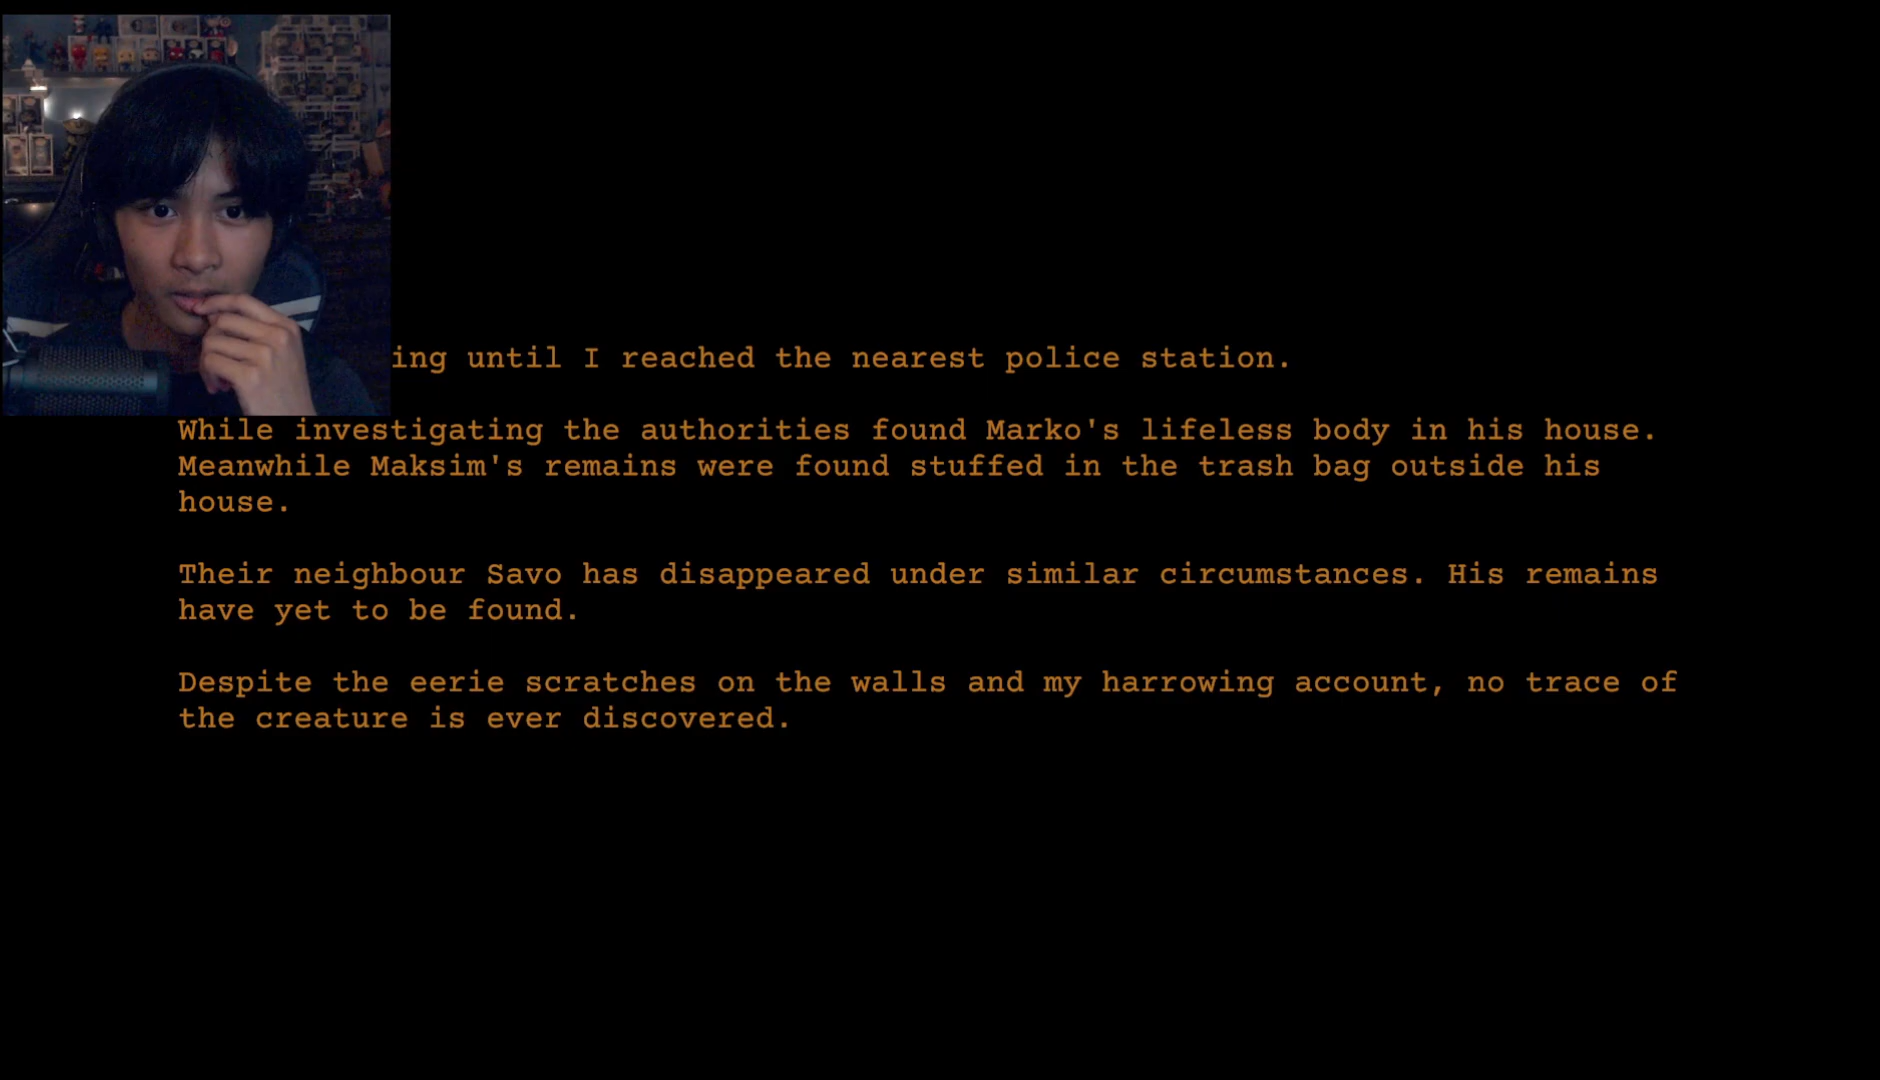 ing until I reached the nearest police station.
While investigating the authorities found Marko's lifeless body in his house.
Meanwhile Maksim's remains were found stuffed in the trash bag outside his
house.
Their neighbour Savo has disappeared under similar circumstances. His remains
have yet to be found.
Despite the eerie scratches on the walls and my harrowing account, no trace of
the creature is ever discovered.